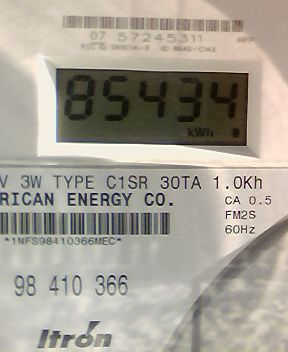 07 57245311
85434
kWh
V 3W TYPE C1SR 30TA 1.0Kh
RICAN ENERGY CO.
CA 0.5
FM2S
60Hz
*1NFS98410366MEC*
98 410 366
Itrón